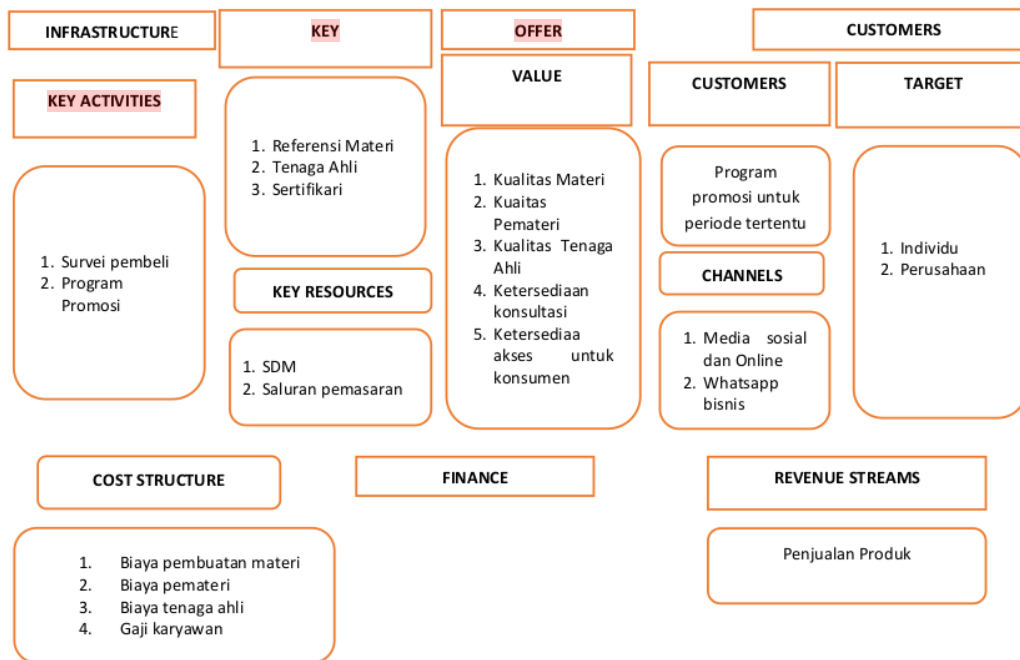 INFRASTRUCTURE
KEY
OFFER
CUSTOMERS
KEY ACTIVITIES
VALUE
CUSTOMERS
TARGET
1. Survei pembeli
2. Program
Promosi
1. Referensi Materi
2. Tenaga Ahli
3. Sertifikari
KEY RESOURCES
1. SDM
2. Saluran pemasaran
1. Kualitas Materi
2. Kuaitas
Pemateri
3. Kualitas Tenaga
Ahli
4. Ketersediaan
konsultasi
5. Ketersediaa
akses untuk
konsumen
Program
promosi untuk
periode tertentu
CHANNELS
1. Media sosial
dan Online
2. Whatsapp
bisnis
1. Individu
2. Perusahaan
COST STRUCTURE
FINANCE
REVENUE STREAMS
1. Biaya pembuatan materi
2. Biaya pemateri
3. Biaya tenaga ahli
4. Gaji karyawan
Penjualan Produk